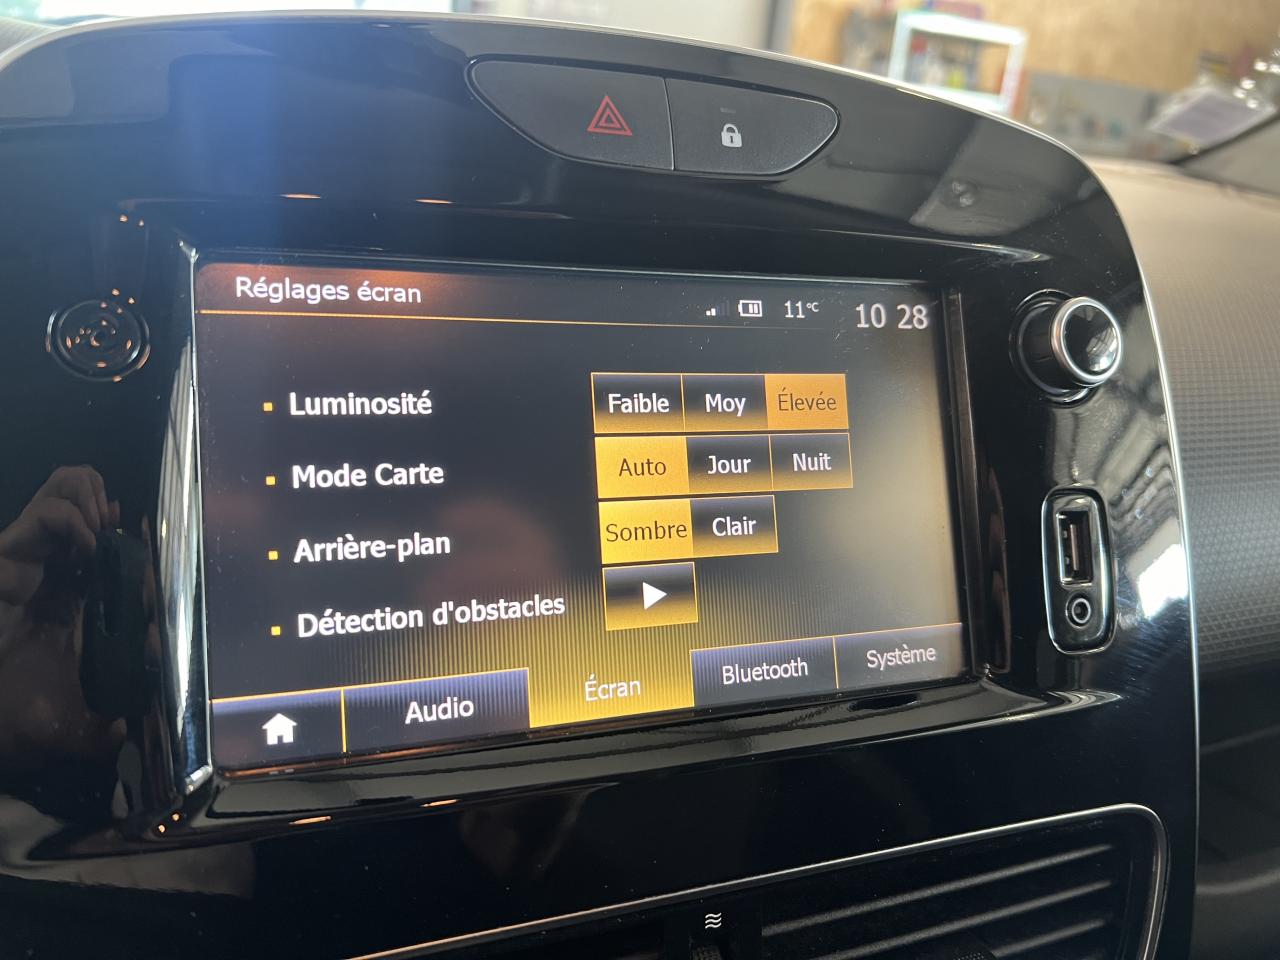 Réglages écran 11°C 10 28
Luminosité Faible Moy Élevée
Mode Carte Auto Jour Nuit
Arrière-plan Sombre Clair
Détection d'obstacles
Audio Écran Bluetooth Système